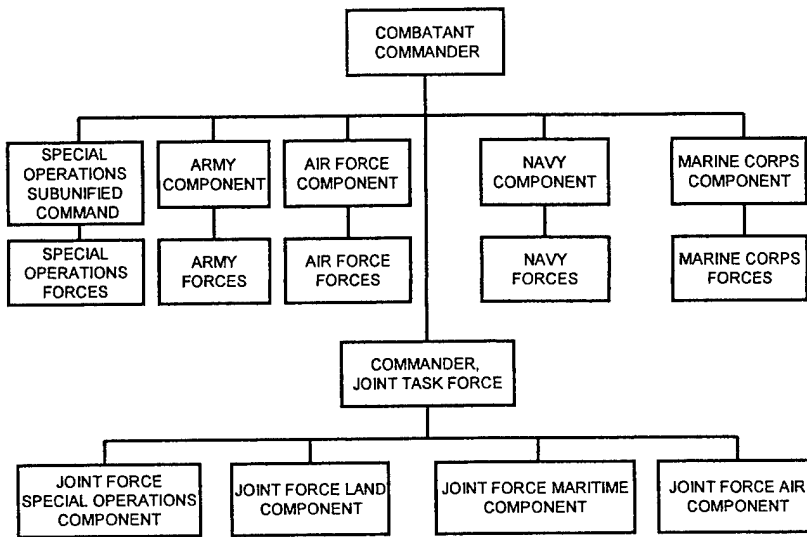 COMBATANT
COMMANDER
SPECIAL
OPERATIONS
SUBUNIFIED
COMMAND
ARMY
COMPONENT
AIR FORCE
COMPONENT
NAVY
COMPONENT
MARINE CORPS
COMPONENT
SPECIAL
OPERATIONS
FORCES
ARMY
FORCES
AIR FORCE
FORCES
NAVY
FORCES
MARINE CORPS
FORCES
COMMANDER,
JOINT TASK FORCE
JOINT FORCE
SPECIAL OPERATIONS
COMPONENT
JOINT FORCE LAND
COMPONENT
JOINT FORCE MARITIME
COMPONENT
JOINT FORCE AIR
COMPONENT